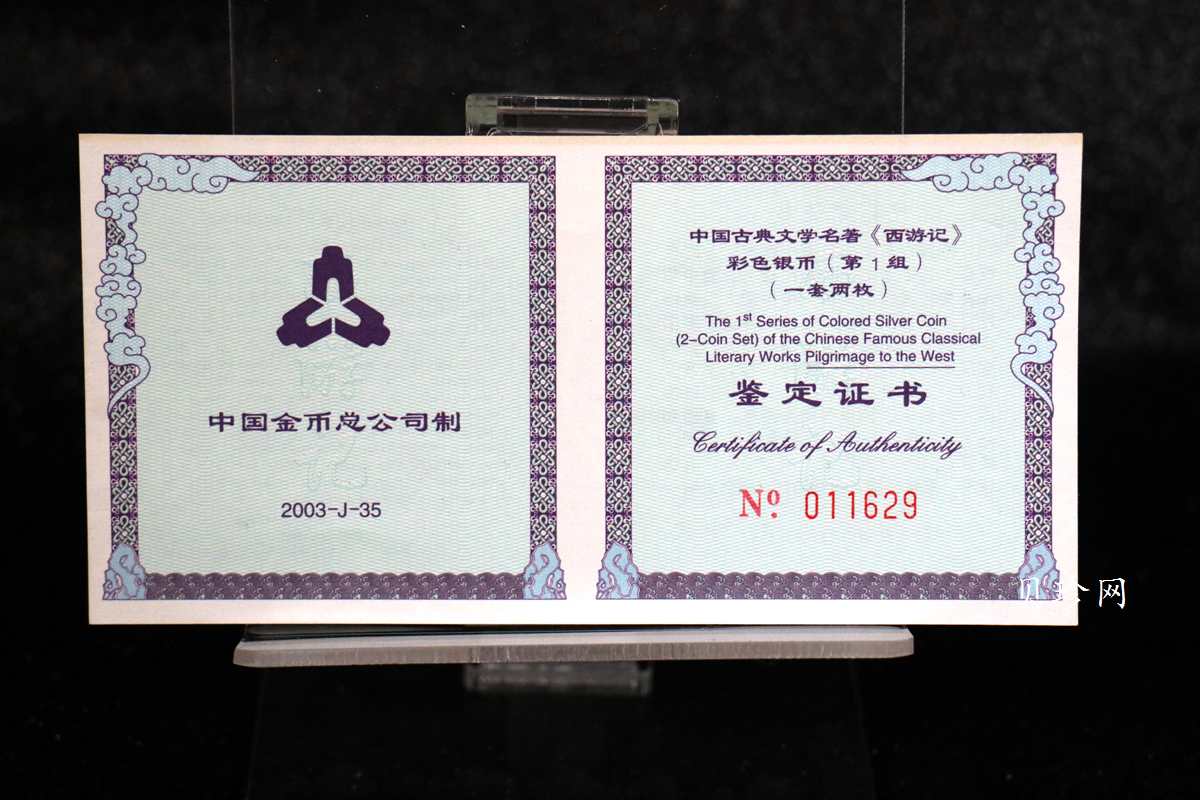 中国金币总公司制
2003-J-35
中国古典文学名著《西游记》
彩色银币（第1组）
（一套两枚）
The 1st Series of Colored Silver Coin
(2-Coin Set) of the Chinese Famous Classical
Literary Works Pilgrimage to the West
鉴定证书
Certificate of Authenticity
Nº 011629